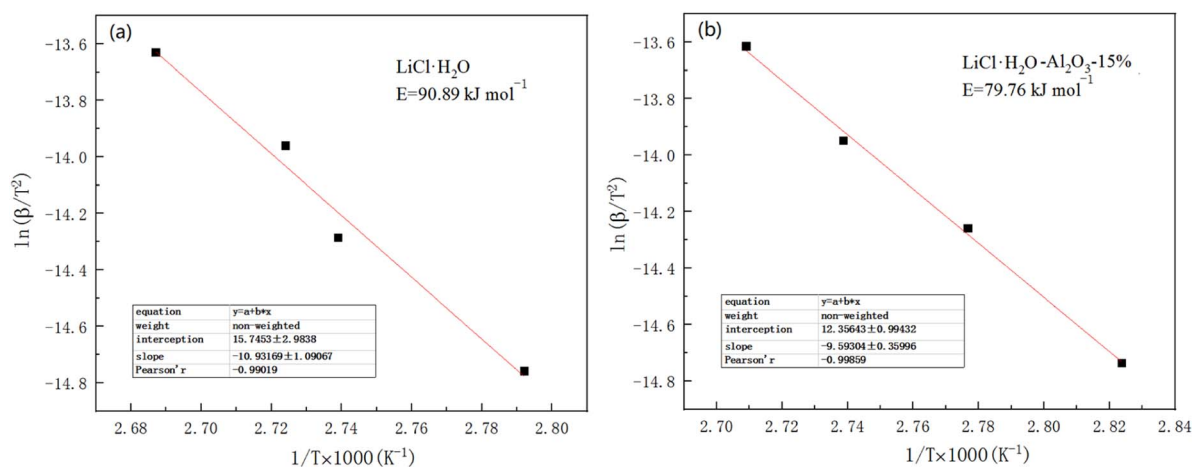 (a)
LiCl·H₂O
E=90.89 kJ mol⁻¹
-13.6
-13.8
-14.0
-14.2
-14.4
-14.6
-14.8
ln(β/T²)
equation y=a+b*x
weight non-weighted
interception 15.7453±2.9838
slope -10.93169±1.09067
Pearson'r -0.99019
2.68 2.70 2.72 2.74 2.76 2.78 2.80
1/T×1000(K⁻¹)
(b)
LiCl·H₂O-Al₂O₃-15%
E=79.76 kJ mol⁻¹
-13.6
-13.8
-14.0
-14.2
-14.4
-14.6
-14.8
ln(β/T²)
equation y=a+b*x
weight non-weighted
interception 12.35643±0.99432
slope -9.59304±0.35996
Pearson'r -0.99859
2.70 2.72 2.74 2.76 2.78 2.80 2.82 2.84
1/T×1000(K⁻¹)